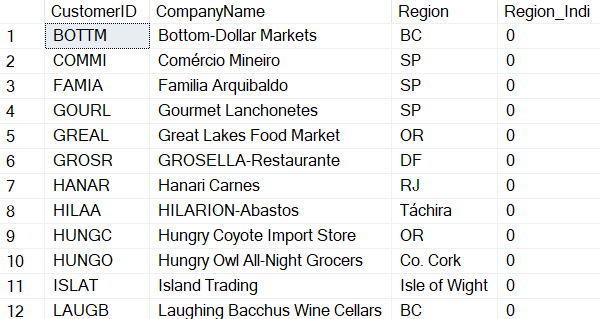 CustomerID CompanyName Region Region_Indi
1 BOTTM Bottom-Dollar Markets BC 0
2 COMMI Comércio Mineiro SP 0
3 FAMIA Familia Arquibaldo SP 0
4 GOURL Gourmet Lanchonetes SP 0
5 GREAL Great Lakes Food Market OR 0
6 GROSR GROSELLA-Restaurante DF 0
7 HANAR Hanari Carnes RJ 0
8 HILAA HILARION-Abastos Táchira 0
9 HUNGC Hungry Coyote Import Store OR 0
10 HUNGO Hungry Owl All-Night Grocers Co. Cork 0
11 ISLAT Island Trading Isle of Wight 0
12 LAUGB Laughing Bacchus Wine Cellars BC 0